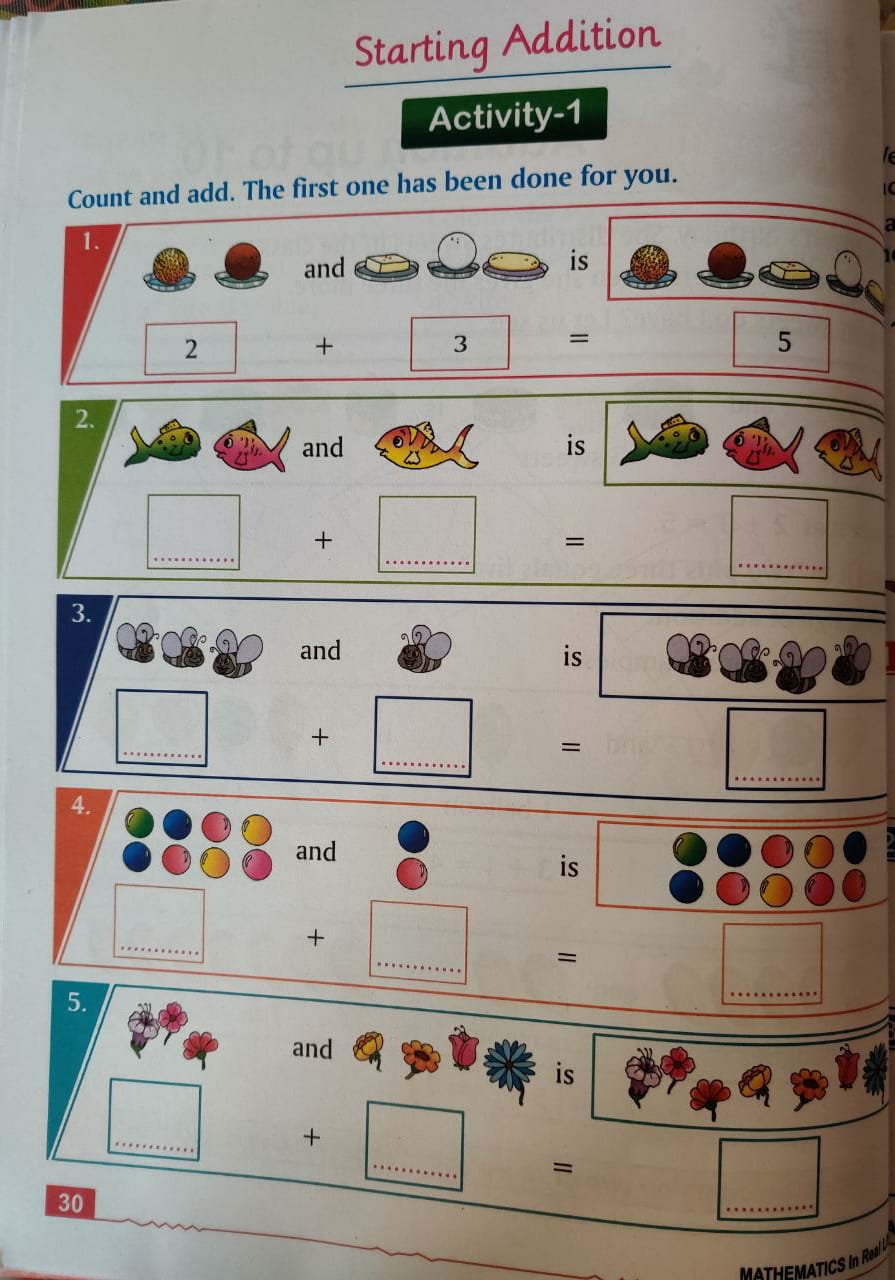 Starting Addition
Activity-1
Count and add. The first one has been done for you.
1.
and is
2 + 3 = 5
2.
and is
+ =
3.
and is
+ =
4.
and is
+ =
5.
and is
+ =
30
MATHEMATICS In Real